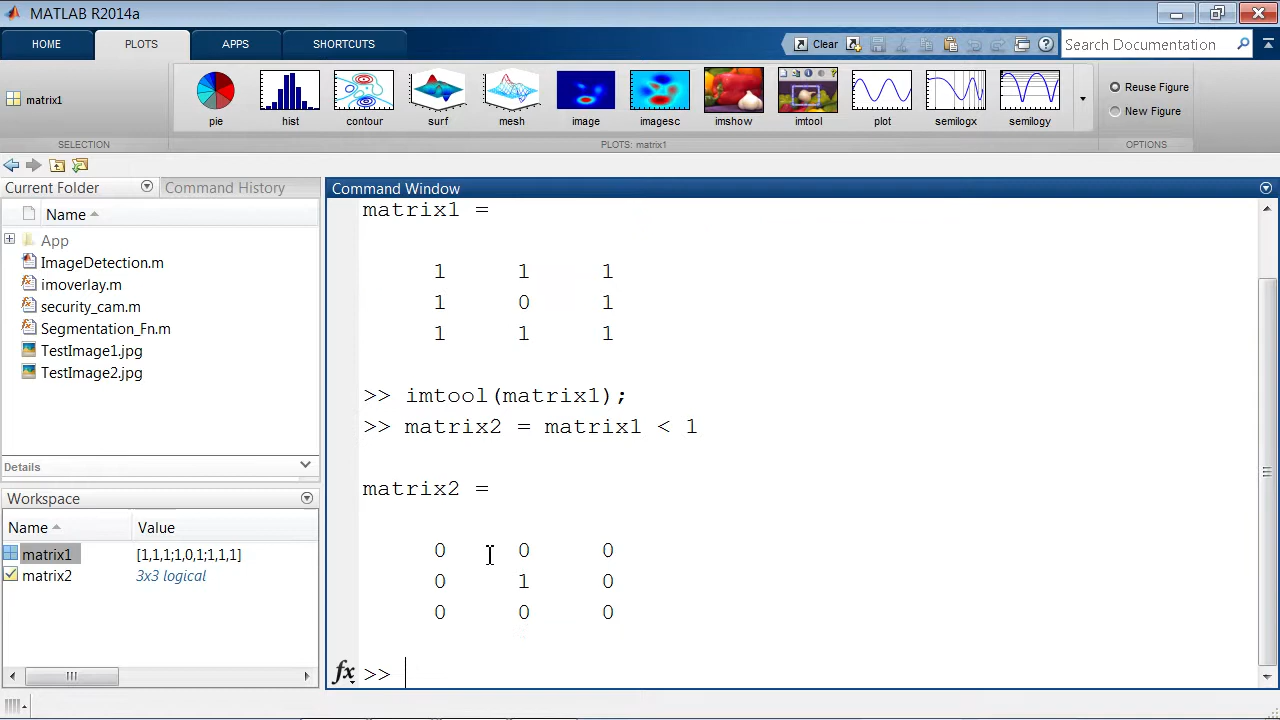 MATLAB R2014a
HOME PLOTS APPS SHORTCUTS Clear Search Documentation
matrix1 pie hist contour surf mesh image imagesc imshow imtool plot semilogx semilogy
Reuse Figure
New Figure
SELECTION PLOTS: matrix1 OPTIONS
Current Folder Command History
Name
App
ImageDetection.m
imoverlay.m
security_cam.m
Segmentation_Fn.m
TestImage1.jpg
TestImage2.jpg
Details
Workspace
Name Value
matrix1 [1,1,1;1,0,1;1,1,1]
matrix2 3x3 logical
Command Window
matrix1 =
1 1 1
1 0 1
1 1 1
>> imtool(matrix1);
>> matrix2 = matrix1 < 1
matrix2 =
0 0 0
0 1 0
0 0 0
fx >>